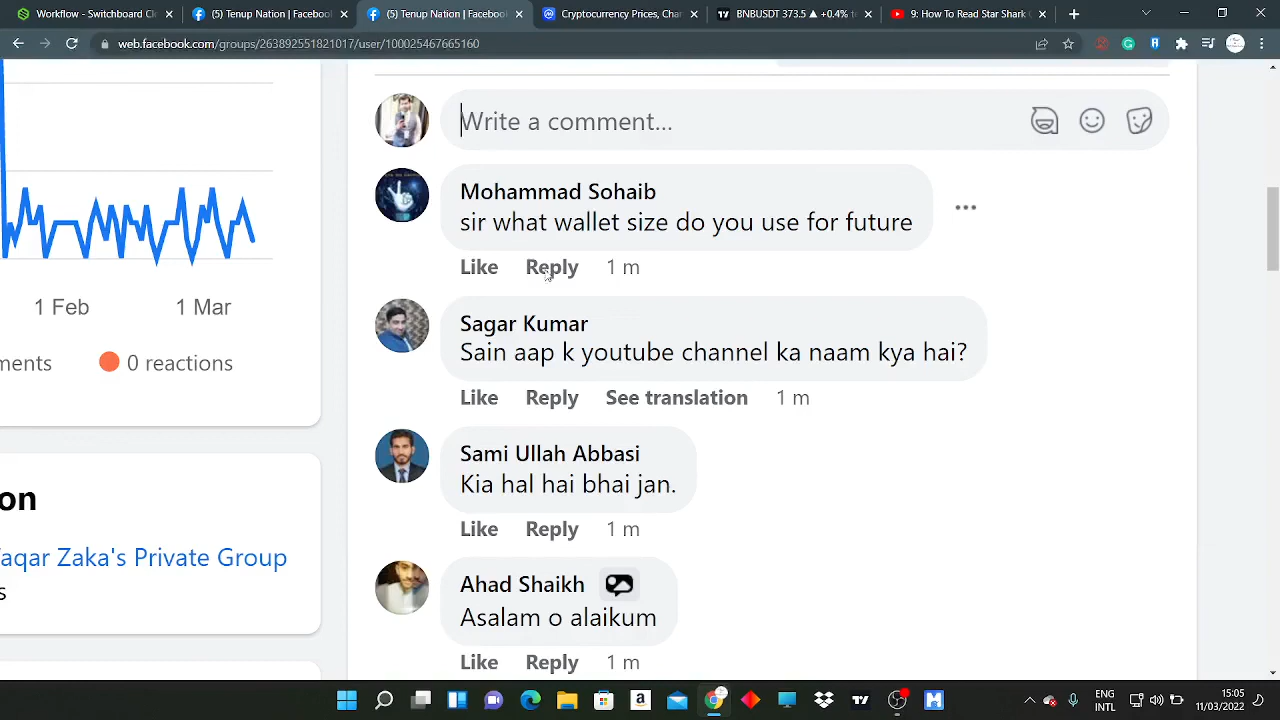 Workflow - Switchboard Cl
(5) Tenup Nation | Facebook
(5) Tenup Nation | Facebook
Cryptocurrency Prices, Chan
BNBUSDT 373.5 ▲ +0.4%
9: How To Read Star Shark
web.facebook.com/groups/263892551821017/user/100025467665160
Write a comment...
Mohammad Sohaib
sir what wallet size do you use for future
Like Reply 1 m
1 Feb 1 Mar
Sagar Kumar
Sain aap k youtube channel ka naam kya hai?
ments 0 reactions
Like Reply See translation 1 m
Sami Ullah Abbasi
Kia hal hai bhai jan.
on
Like Reply 1 m
aqar Zaka's Private Group
s
Ahad Shaikh
Asalam o alaikum
Like Reply 1 m
ENG
INTL
15:05
11/03/2022